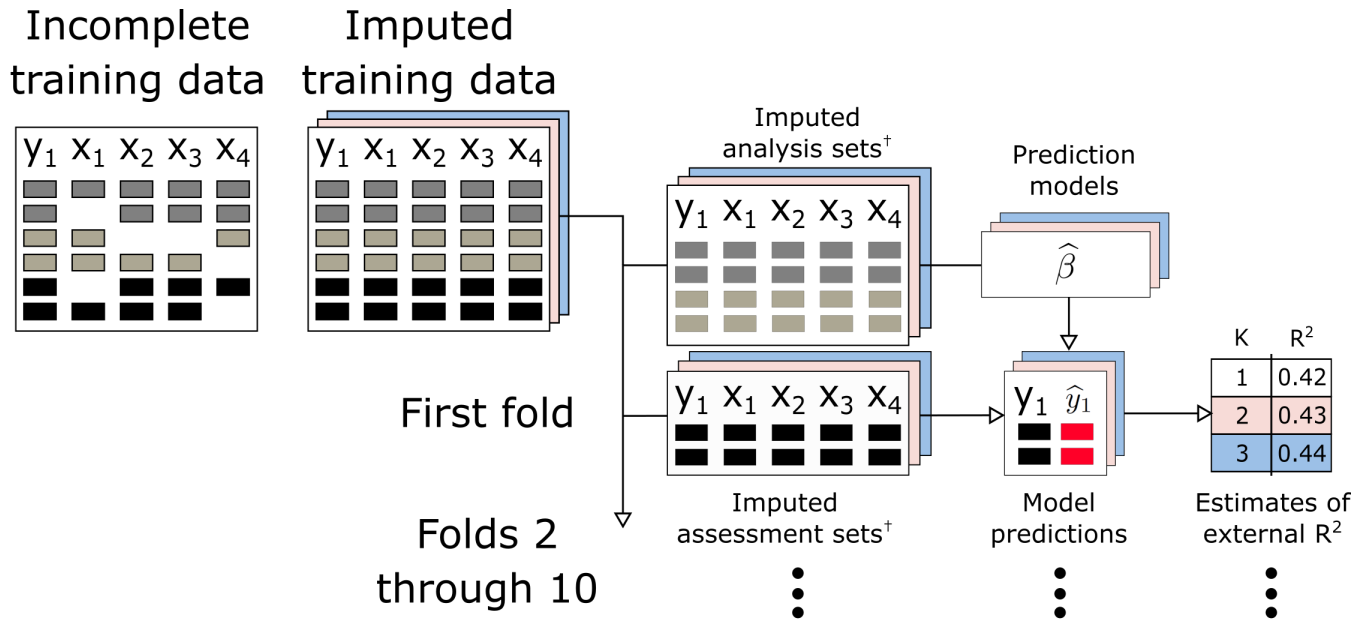 Incomplete
training data
y₁ x₁ x₂ x₃ x₄
Imputed
training data
y₁ x₁ x₂ x₃ x₄
Imputed
analysis sets†
y₁ x₁ x₂ x₃ x₄
Prediction
models
β̂
First fold
y₁ x₁ x₂ x₃ x₄
Imputed
assessment sets†
y₁ ŷ₁
Model
predictions
K R²
1 0.42
2 0.43
3 0.44
Estimates of
external R²
Folds 2
through 10